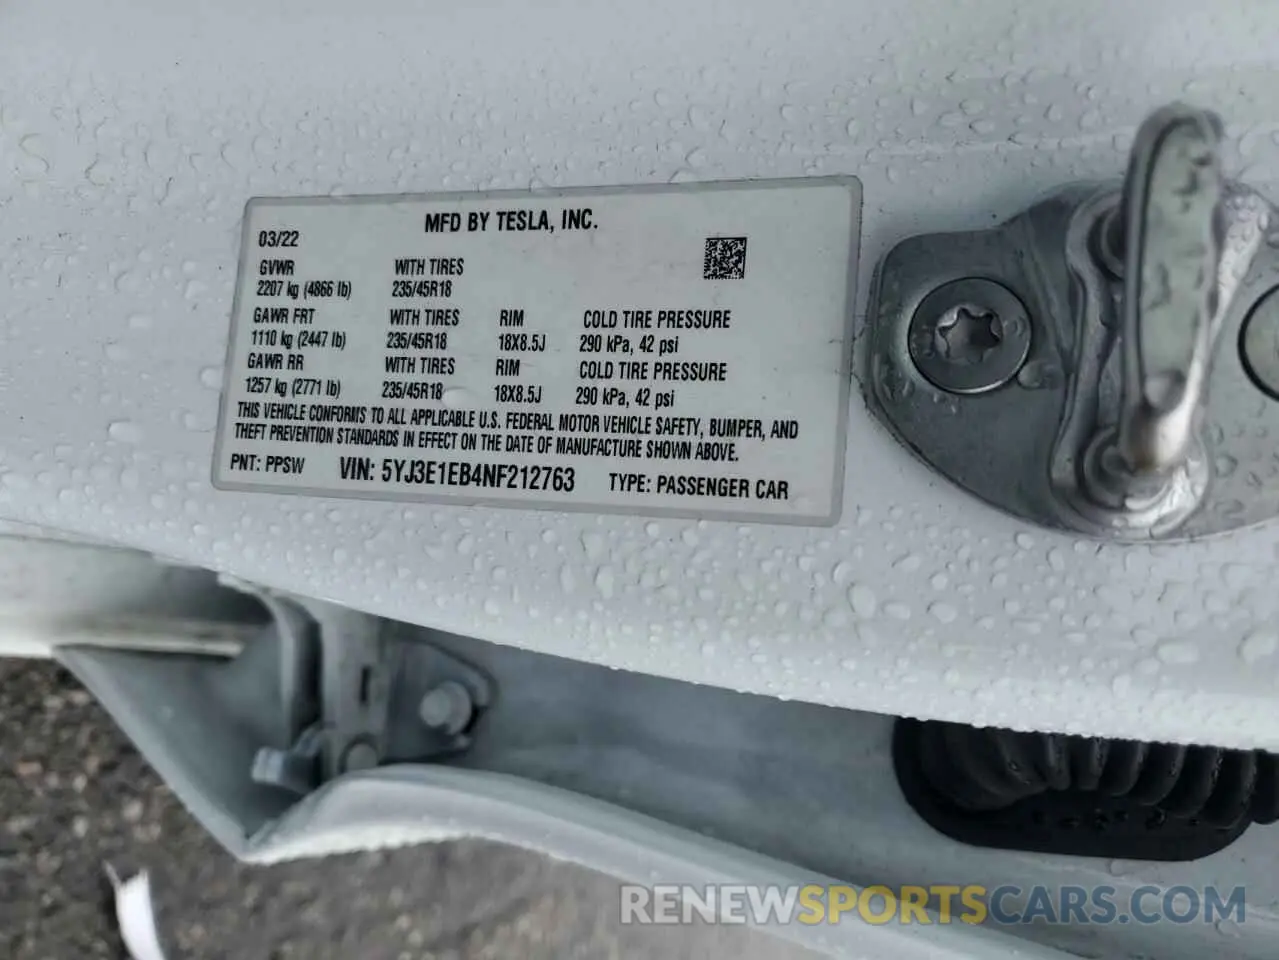 MFD BY TESLA, INC.
03/22
GVWR WITH TIRES
2207 kg (4866 lb) 235/45R18
GAWR FRT WITH TIRES RIM COLD TIRE PRESSURE
1110 kg (2447 lb) 235/45R18 18X8.5J 290 kPa, 42 psi
GAWR RR WITH TIRES RIM COLD TIRE PRESSURE
1257 kg (2771 lb) 235/45R18 18X8.5J 290 kPa, 42 psi
THIS VEHICLE CONFORMS TO ALL APPLICABLE U.S. FEDERAL MOTOR VEHICLE SAFETY, BUMPER, AND
THEFT PREVENTION STANDARDS IN EFFECT ON THE DATE OF MANUFACTURE SHOWN ABOVE.
PNT: PPSW VIN: 5YJ3E1EB4NF212763 TYPE: PASSENGER CAR
RENEWSPORTSCARS.COM